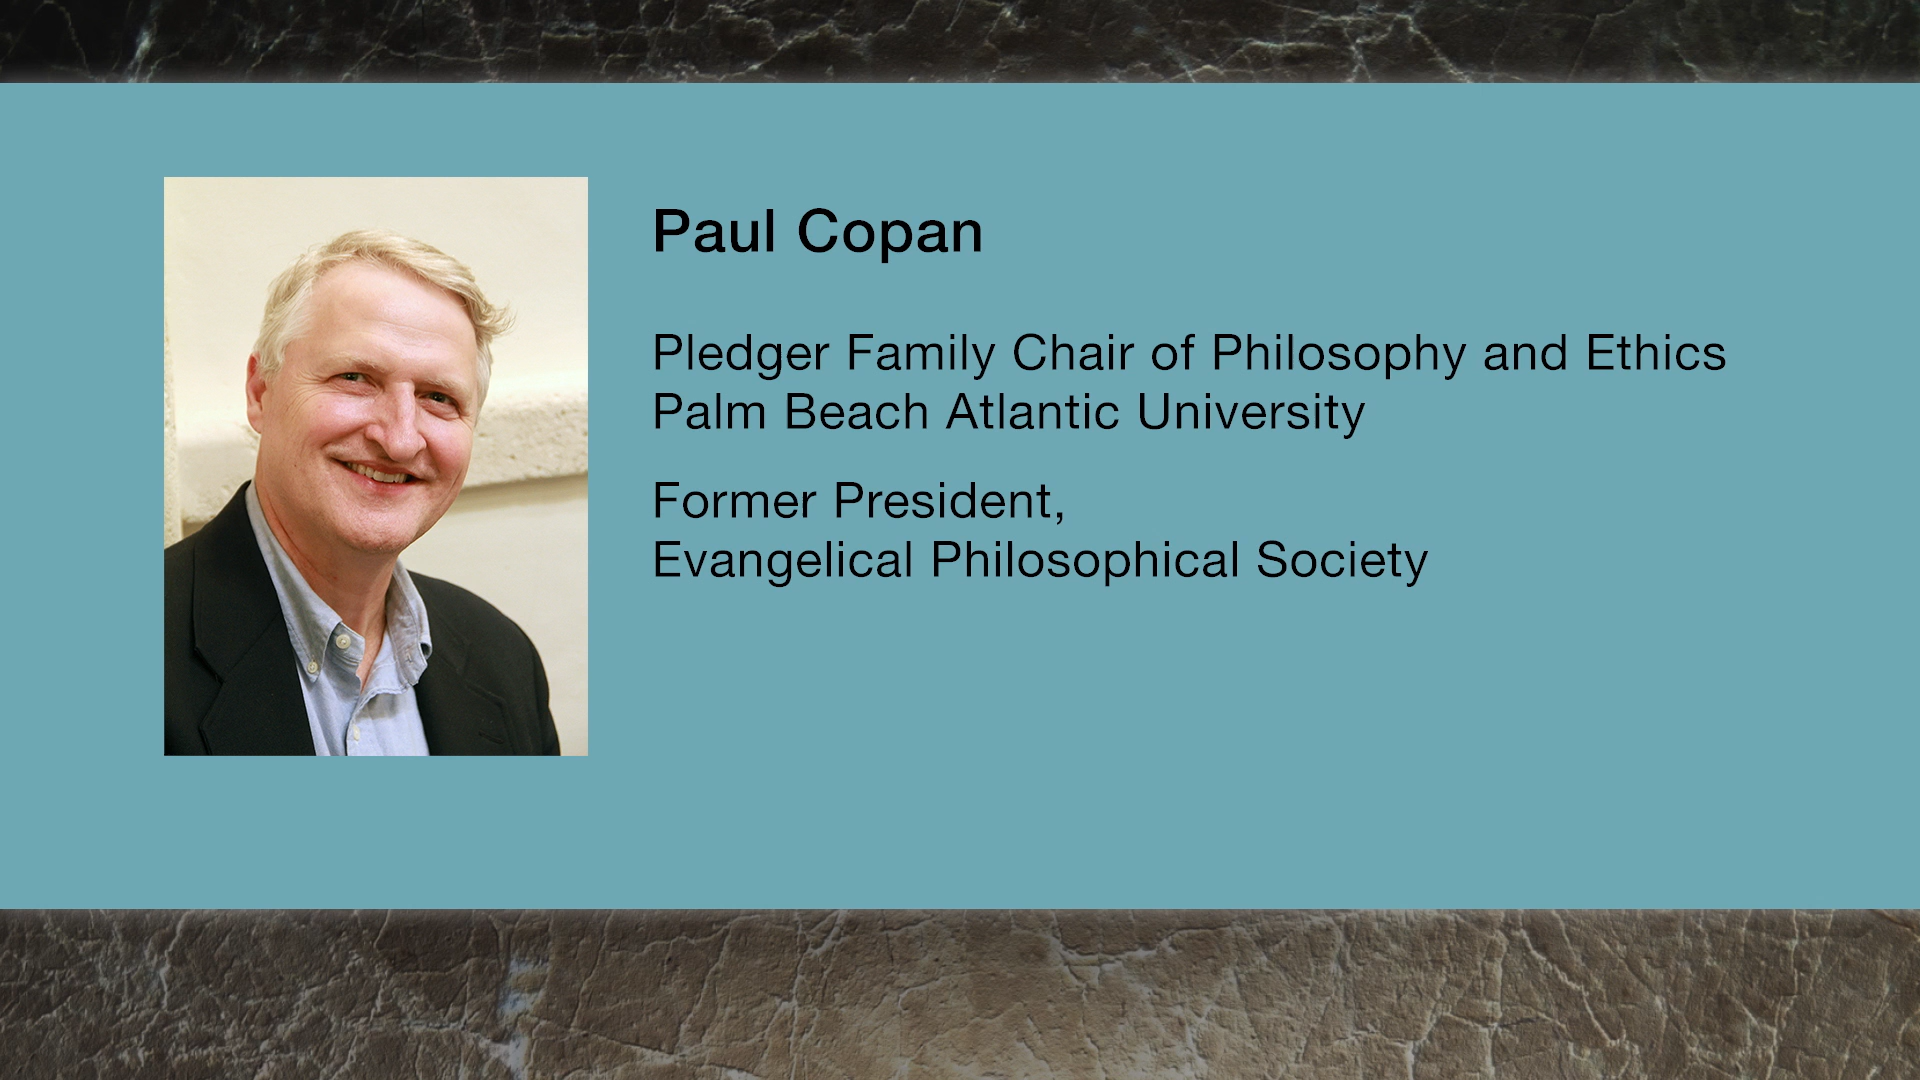 Paul Copan
Pledger Family Chair of Philosophy and Ethics
Palm Beach Atlantic University
Former President,
Evangelical Philosophical Society